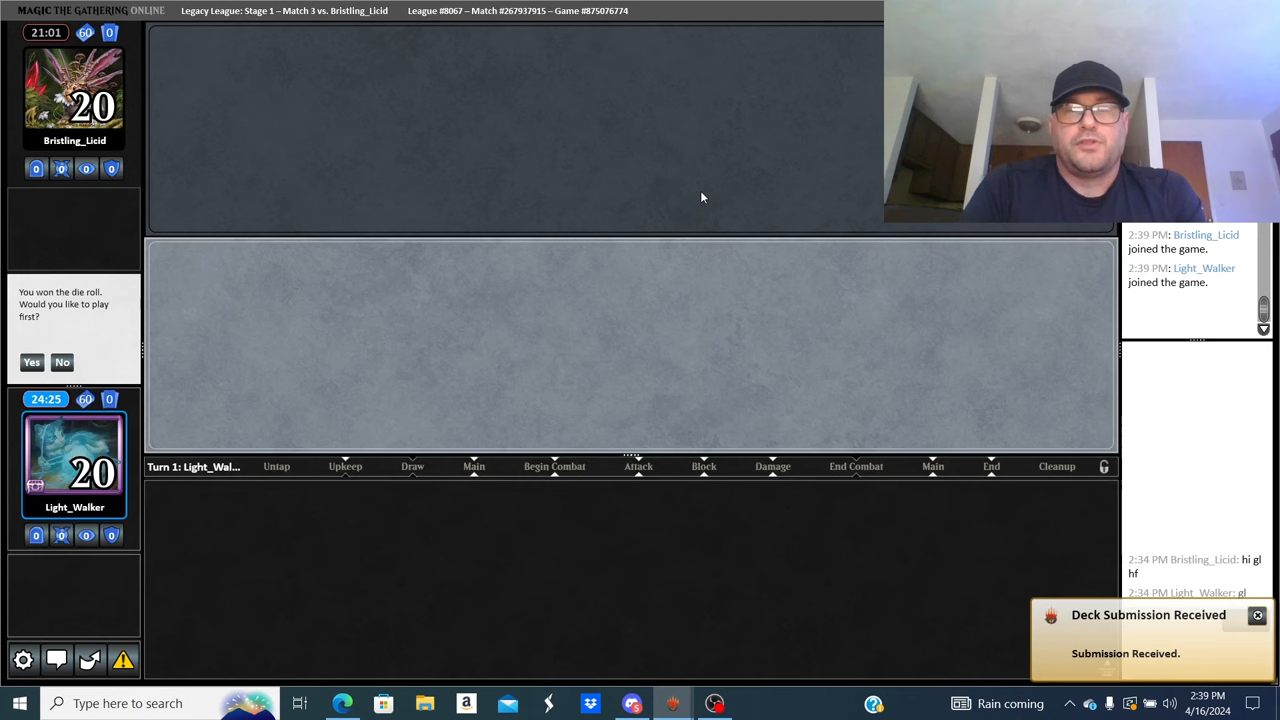 MAGIC THE GATHERING ONLINE
Legacy League: Stage 1 – Match 3 vs. Bristling_Licid
League #8067 – Match #267937915 – Game #875076774
21:01
60
0
20
Bristling_Licid
0 0 0 0
You won the die roll.
Would you like to play
first?
Yes No
24:25
60
0
20
Light_Walker
0 0 0 0
Turn 1: Light_Wal...
Untap Upkeep Draw Main Begin Combat Attack Block Damage End Combat Main End Cleanup
2:39 PM: Bristling_Licid
joined the game.
2:39 PM: Light_Walker
joined the game.
2:34 PM Bristling_Licid: hi gl
hf
2:34 PM Light_Walker: gl
Deck Submission Received
Submission Received.
Type here to search
Rain coming
2:39 PM
4/16/2024